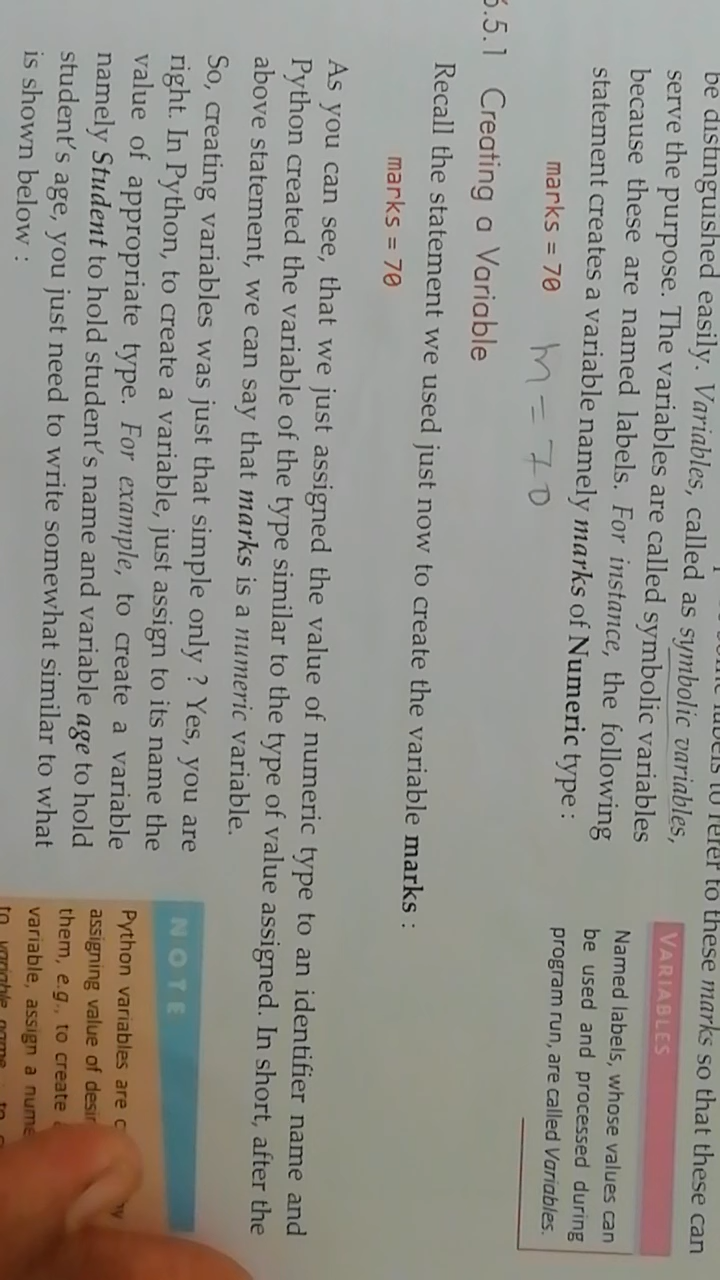 to refer to these marks so that these can
be distinguished easily. Variables, called as symbolic variables,
serve the purpose. The variables are called symbolic variables
because these are named labels. For instance, the following
statement creates a variable namely marks of Numeric type :
marks = 70
m = 70
VARIABLES
Named labels, whose values can
be used and processed during
program run, are called Variables.
5.1 Creating a Variable
Recall the statement we used just now to create the variable marks :
marks = 70
As you can see, that we just assigned the value of numeric type to an identifier name and
Python created the variable of the type similar to the type of value assigned. In short, after the
above statement, we can say that marks is a numeric variable.
So, creating variables was just that simple only ? Yes, you are
right. In Python, to create a variable, just assign to its name the
value of appropriate type. For example, to create a variable
namely Student to hold student's name and variable age to hold
student's age, you just need to write somewhat similar to what
is shown below :
NOTE
Python variables are
assigning value of
them, e.g., to create
variable, assign a
to variable name